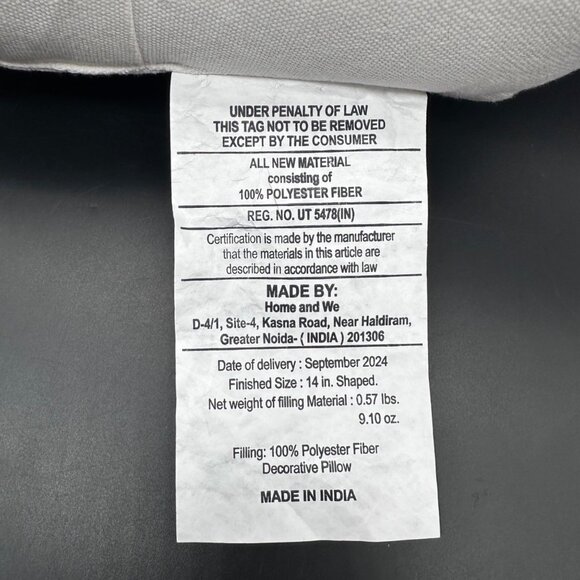 UNDER PENALTY OF LAW
THIS TAG NOT TO BE REMOVED
EXCEPT BY THE CONSUMER
ALL NEW MATERIAL
consisting of
100% POLYESTER FIBER
REG. NO. UT 5478(IN)
Certification is made by the manufacturer
that the materials in this article are
described in accordance with law
MADE BY:
Home and We
D-4/1, Site-4, Kasna Road, Near Haldiram,
Greater Noida- ( INDIA ) 201306
Date of delivery : September 2024
Finished Size : 14 in. Shaped.
Net weight of filling Material : 0.57 lbs.
9.10 oz.
Filling: 100% Polyester Fiber
Decorative Pillow
MADE IN INDIA